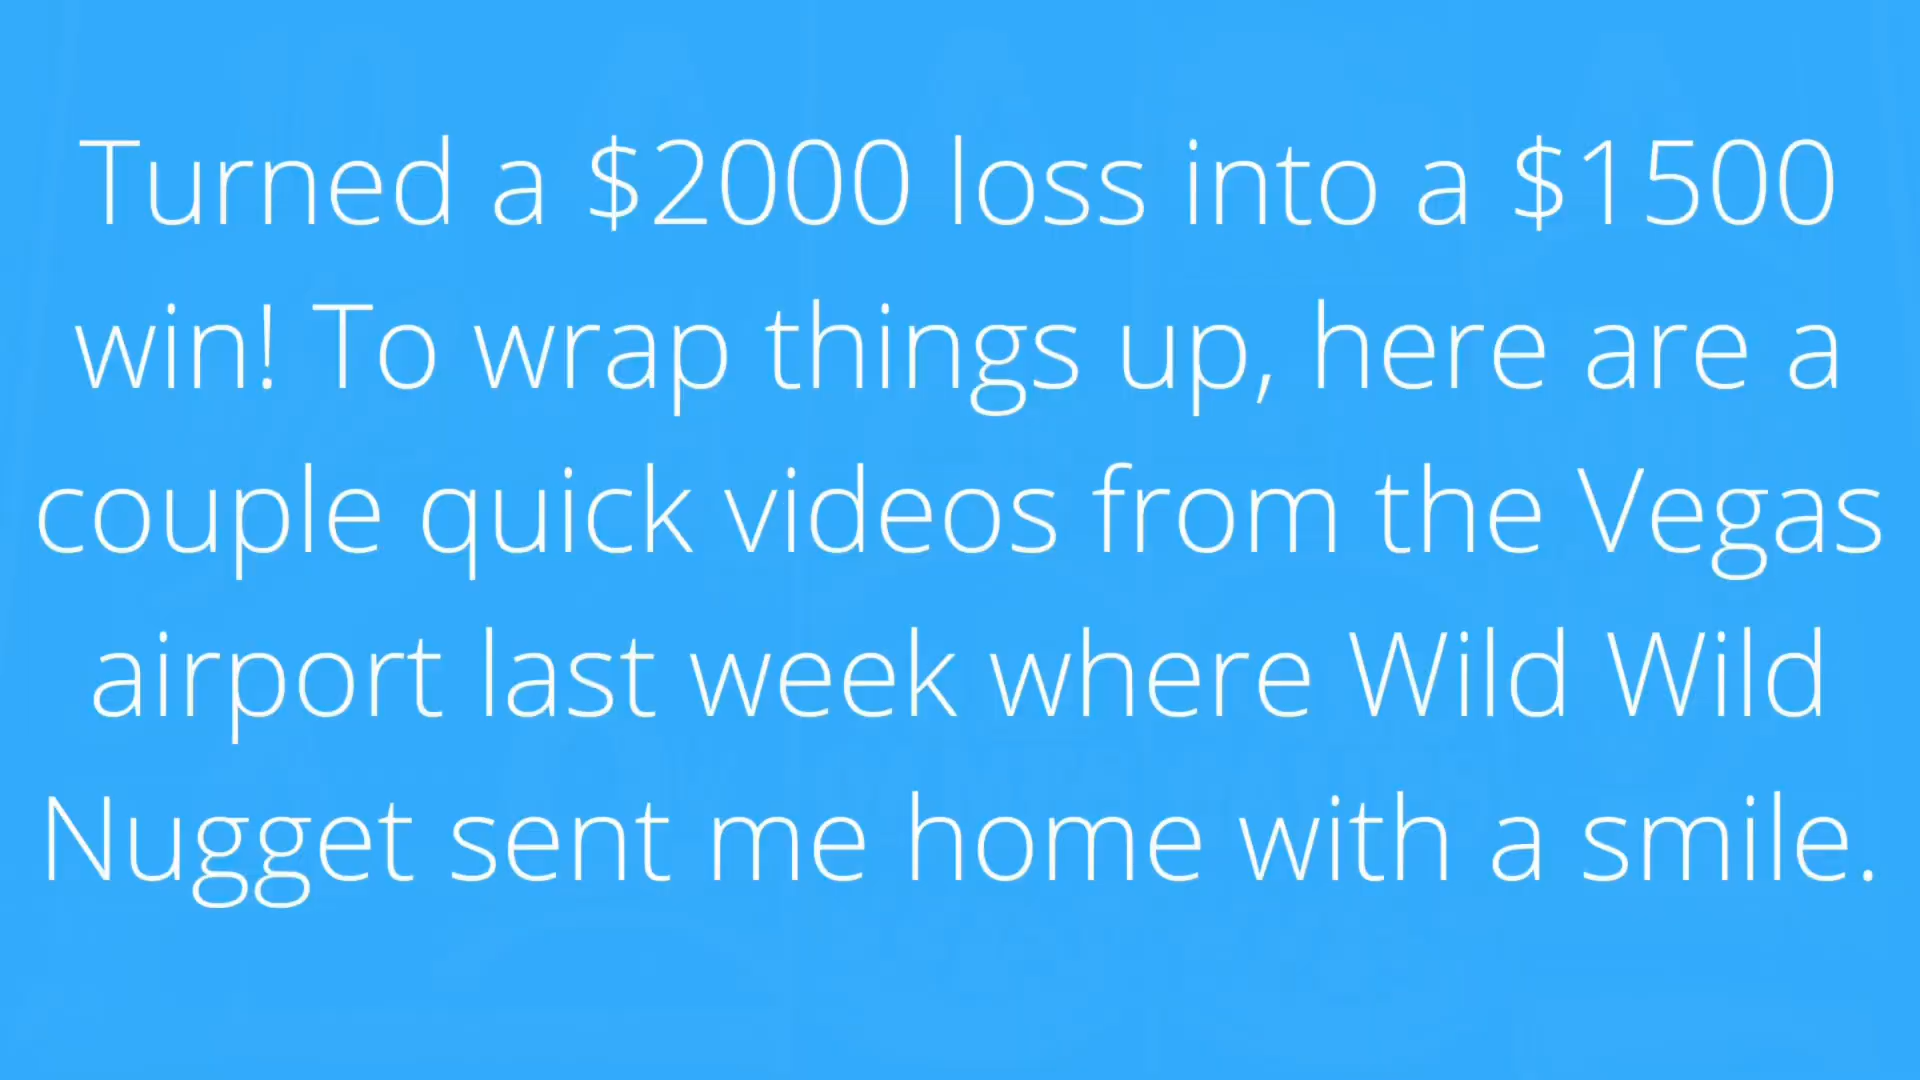 Turned a $2000 loss into a $1500
win! To wrap things up, here are a
couple quick videos from the Vegas
airport last week where Wild Wild
Nugget sent me home with a smile.